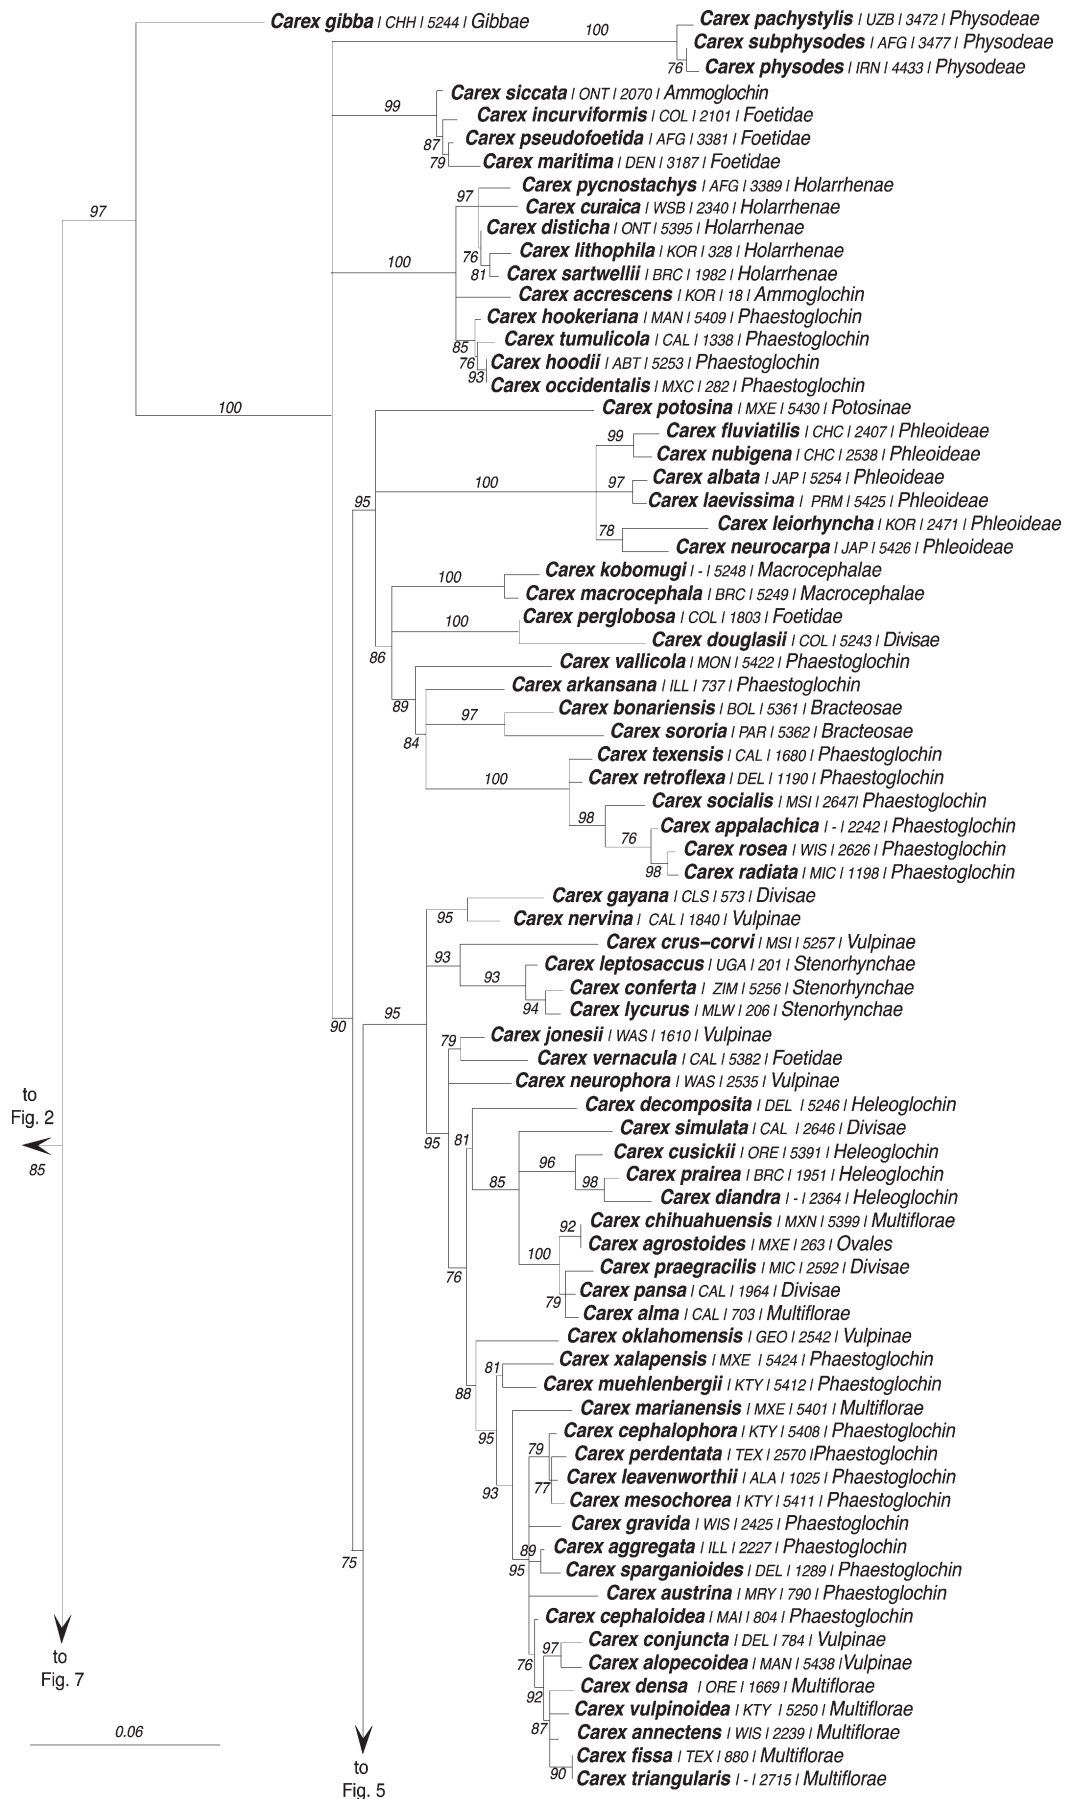 Carex gibba | CHH | 5244 | Gibbae
100
Carex pachystylis | UZB | 3472 | Physodeae
Carex subphysodes | AFG | 3477 | Physodeae
76
Carex physodes | IRN | 4433 | Physodeae
Carex siccata | ONT | 2070 | Ammoglochin
99
Carex incurviformis | COL | 2101 | Foetidae
Carex pseudofoetida | AFG | 3381 | Foetidae
87
79
Carex maritima | DEN | 3187 | Foetidae
Carex pycnostachys | AFG | 3389 | Holarrhenae
97
Carex curaica | WSB | 2340 | Holarrhenae
97
Carex disticha | ONT | 5395 | Holarrhenae
Carex lithophila | KOR | 328 | Holarrhenae
76
100
81
Carex sartwellii | BRC | 1982 | Holarrhenae
Carex accrescens | KOR | 18 | Ammoglochin
Carex hookeriana | MAN | 5409 | Phaestoglochin
Carex tumulicola | CAL | 1338 | Phaestoglochin
85
76
Carex hoodii | ABT | 5253 | Phaestoglochin
93
Carex occidentalis | MXC | 282 | Phaestoglochin
100
Carex potosina | MXE | 5430 | Potosinae
Carex fluviatilis | CHC | 2407 | Phleoideae
99
Carex nubigena | CHC | 2538 | Phleoideae
Carex albata | JAP | 5254 | Phleoideae
100
97
Carex laevissima | PRM | 5425 | Phleoideae
95
Carex leiorhyncha | KOR | 2471 | Phleoideae
78
Carex neurocarpa | JAP | 5426 | Phleoideae
Carex kobomugi | - | 5248 | Macrocephalae
100
Carex macrocephala | BRC | 5249 | Macrocephalae
Carex perglobosa | COL | 1803 | Foetidae
100
Carex douglasii | COL | 5243 | Divisae
86
Carex vallicola | MON | 5422 | Phaestoglochin
Carex arkansana | ILL | 737 | Phaestoglochin
89
Carex bonariensis | BOL | 5361 | Bracteosae
97
Carex sororia | PAR | 5362 | Bracteosae
84
Carex texensis | CAL | 1680 | Phaestoglochin
100
Carex retroflexa | DEL | 1190 | Phaestoglochin
Carex socialis | MSI | 2647| Phaestoglochin
98
Carex appalachica | - | 2242 | Phaestoglochin
76
Carex rosea | WIS | 2626 | Phaestoglochin
98
Carex radiata | MIC | 1198 | Phaestoglochin
Carex gayana | CLS | 573 | Divisae
95
Carex nervina | CAL | 1840 | Vulpinae
Carex crus–corvi | MSI | 5257 | Vulpinae
93
Carex leptosaccus | UGA | 201 | Stenorhynchae
93
Carex conferta | ZIM | 5256 | Stenorhynchae
94
Carex lycurus | MLW | 206 | Stenorhynchae
95
90
Carex jonesii | WAS | 1610 | Vulpinae
79
Carex vernacula | CAL | 5382 | Foetidae
Carex neurophora | WAS | 2535 | Vulpinae
to
Fig. 2
85
Carex decomposita | DEL | 5246 | Heleoglochin
Carex simulata | CAL | 2646 | Divisae
95
81
Carex cusickii | ORE | 5391 | Heleoglochin
96
Carex prairea | BRC | 1951 | Heleoglochin
85
98
Carex diandra | - | 2364 | Heleoglochin
Carex chihuahuensis | MXN | 5399 | Multiflorae
92
Carex agrostoides | MXE | 263 | Ovales
100
Carex praegracilis | MIC | 2592 | Divisae
76
Carex pansa | CAL | 1964 | Divisae
79
Carex alma | CAL | 703 | Multiflorae
Carex oklahomensis | GEO | 2542 | Vulpinae
Carex xalapensis | MXE | 5424 | Phaestoglochin
81
Carex muehlenbergii | KTY | 5412 | Phaestoglochin
88
Carex marianensis | MXE | 5401 | Multiflorae
Carex cephalophora | KTY | 5408 | Phaestoglochin
95
79
Carex perdentata | TEX | 2570 |Phaestoglochin
Carex leavenworthii | ALA | 1025 | Phaestoglochin
93
77
Carex mesochorea | KTY | 5411 | Phaestoglochin
Carex gravida | WIS | 2425 | Phaestoglochin
Carex aggregata | ILL | 2227 | Phaestoglochin
89
75
95
Carex sparganioides | DEL | 1289 | Phaestoglochin
Carex austrina | MRY | 790 | Phaestoglochin
Carex cephaloidea | MAI | 804 | Phaestoglochin
Carex conjuncta | DEL | 784 | Vulpinae
97
76
Carex alopecoidea | MAN | 5438 |Vulpinae
to
Fig. 7
Carex densa | ORE | 1669 | Multiflorae
92
Carex vulpinoidea | KTY | 5250 | Multiflorae
87
Carex annectens | WIS | 2239 | Multiflorae
0.06
Carex fissa | TEX | 880 | Multiflorae
90
Carex triangularis | - | 2715 | Multiflorae
to
Fig. 5